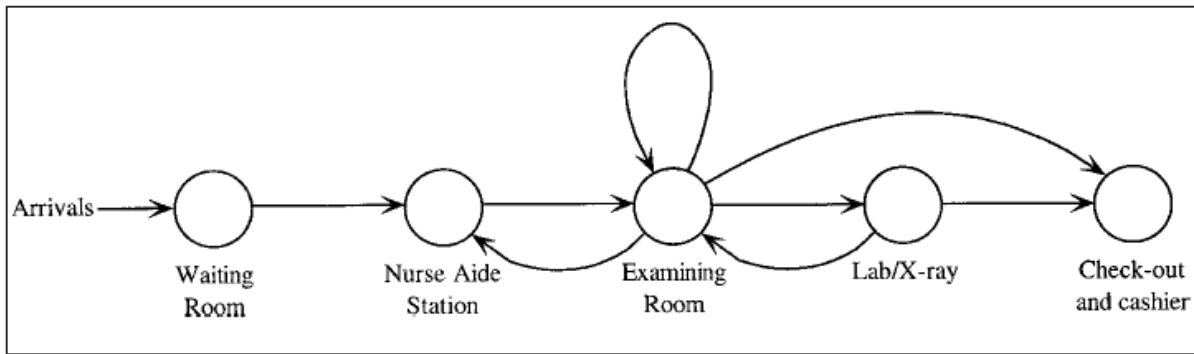 Arrivals
Waiting
Room
Nurse Aide
Station
Examining
Room
Lab/X-ray
Check-out
and cashier